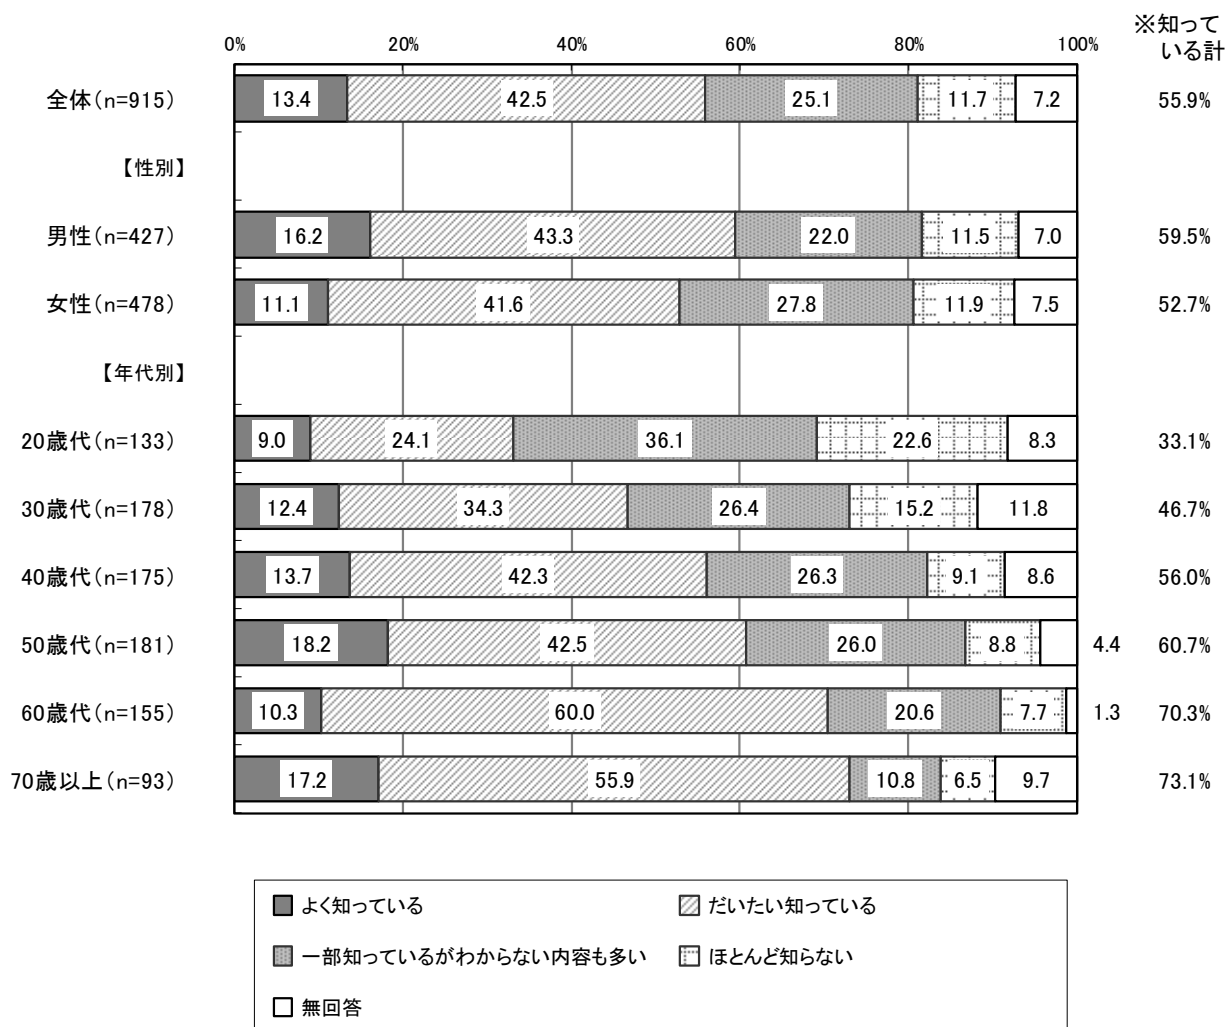 ※知って
いる計
0% 20% 40% 60% 80% 100%
全体(n=915) 13.4 42.5 25.1 11.7 7.2 55.9%
【性別】
男性(n=427) 16.2 43.3 22.0 11.5 7.0 59.5%
女性(n=478) 11.1 41.6 27.8 11.9 7.5 52.7%
【年代別】
20歳代(n=133) 9.0 24.1 36.1 22.6 8.3 33.1%
30歳代(n=178) 12.4 34.3 26.4 15.2 11.8 46.7%
40歳代(n=175) 13.7 42.3 26.3 9.1 8.6 56.0%
50歳代(n=181) 18.2 42.5 26.0 8.8 4.4 60.7%
60歳代(n=155) 10.3 60.0 20.6 7.7 1.3 70.3%
70歳以上(n=93) 17.2 55.9 10.8 6.5 9.7 73.1%
よく知っている だいたい知っている
一部知っているがわからない内容も多い ほとんど知らない
無回答